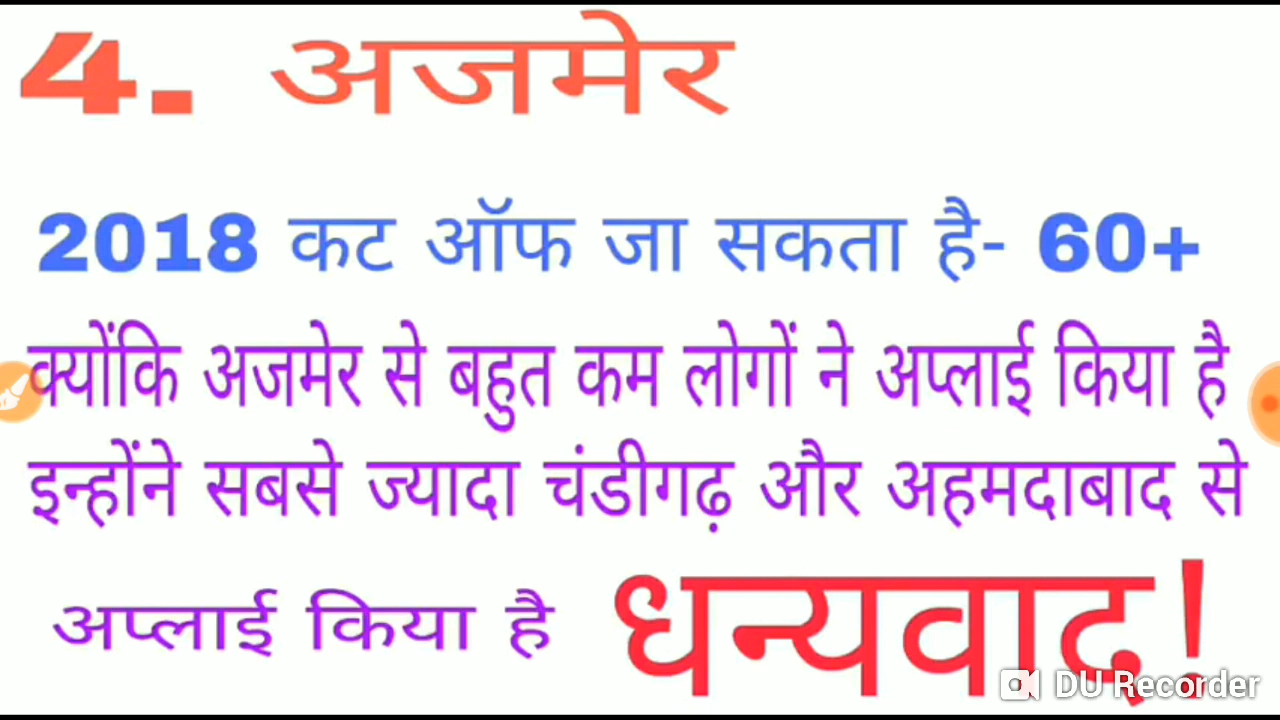 4. अजमेर
2018 कट ऑफ जा सकता है- 60+
क्योंकि अजमेर से बहुत कम लोगों ने अप्लाई किया है
इन्होंने सबसे ज्यादा चंडीगढ़ और अहमदाबाद से
अप्लाई किया है धन्यवाद!
DU Recorder